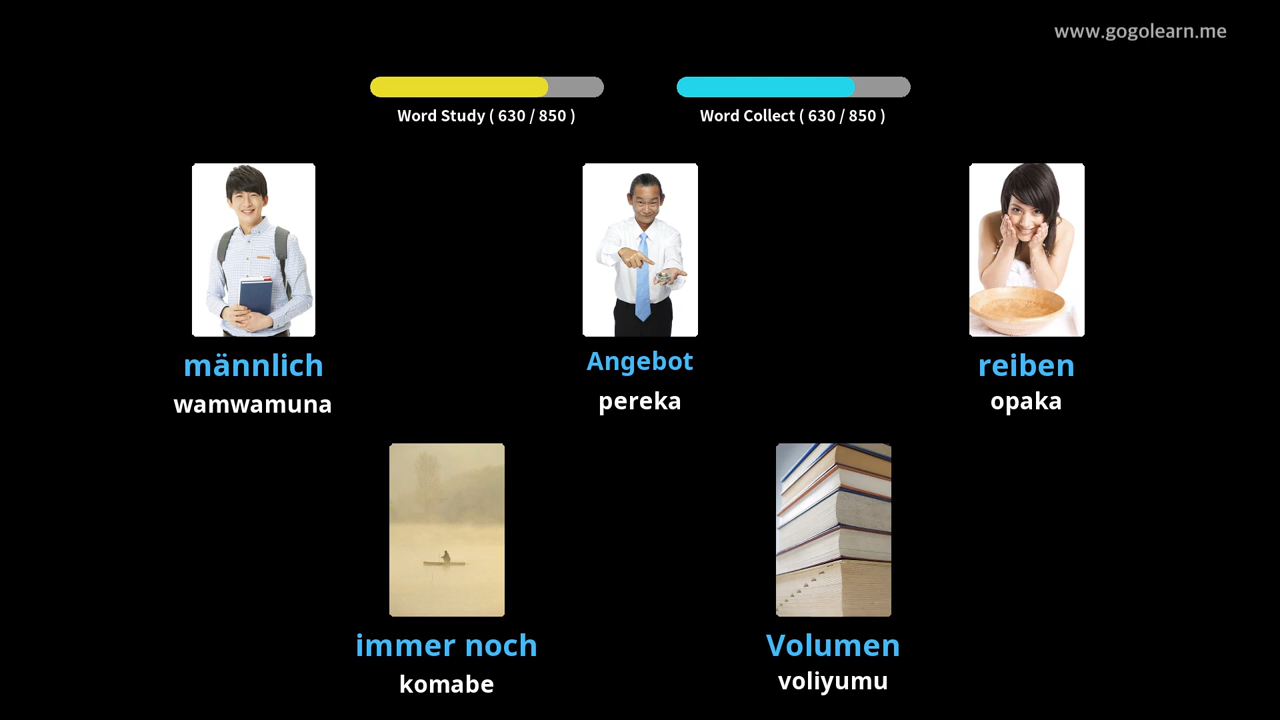 www.gogolearn.me
Word Study ( 630 / 850 )
Word Collect ( 630 / 850 )
männlich
wamwamuna
Angebot
pereka
reiben
opaka
immer noch
komabe
Volumen
voliyumu